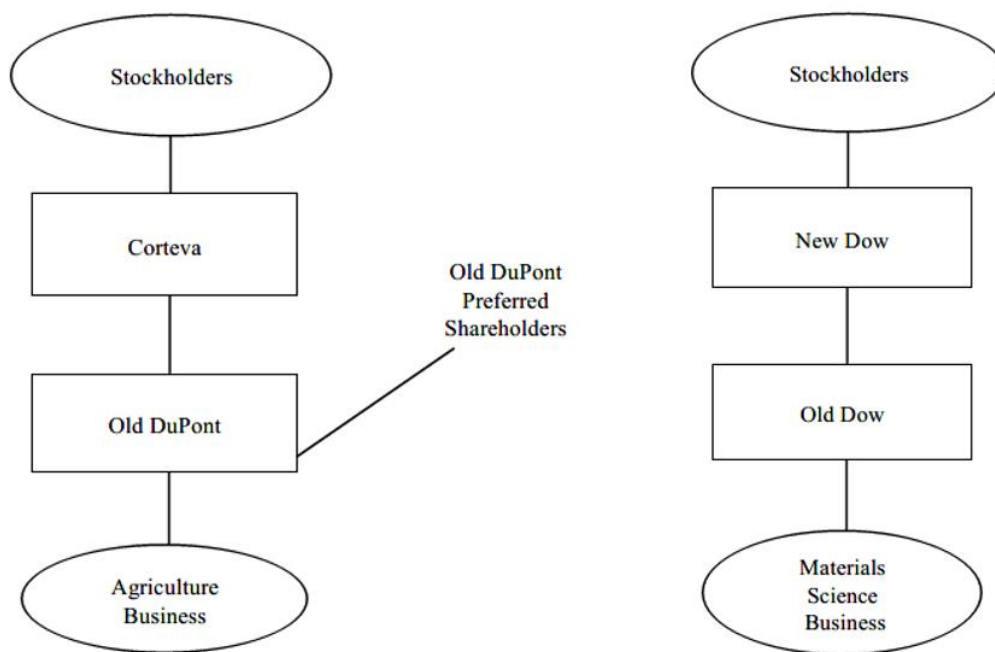 Stockholders
Corteva
Old DuPont
Preferred
Shareholders
Old DuPont
Agriculture
Business
Stockholders
New Dow
Old Dow
Materials
Science
Business